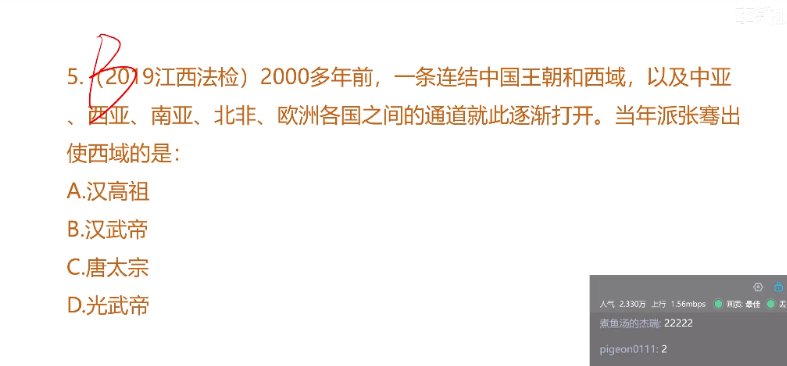 B
5.（2019江西法检）2000多年前，一条连结中国王朝和西域，以及中亚
、西亚、南亚、北非、欧洲各国之间的通道就此逐渐打开。当年派张骞出
使西域的是：
A.汉高祖
B.汉武帝
C.唐太宗
D.光武帝
人气 2.330万 上行 1.56mbps 画质: 最佳
煮鱼汤的杰瑞: 22222
pigeon0111: 2